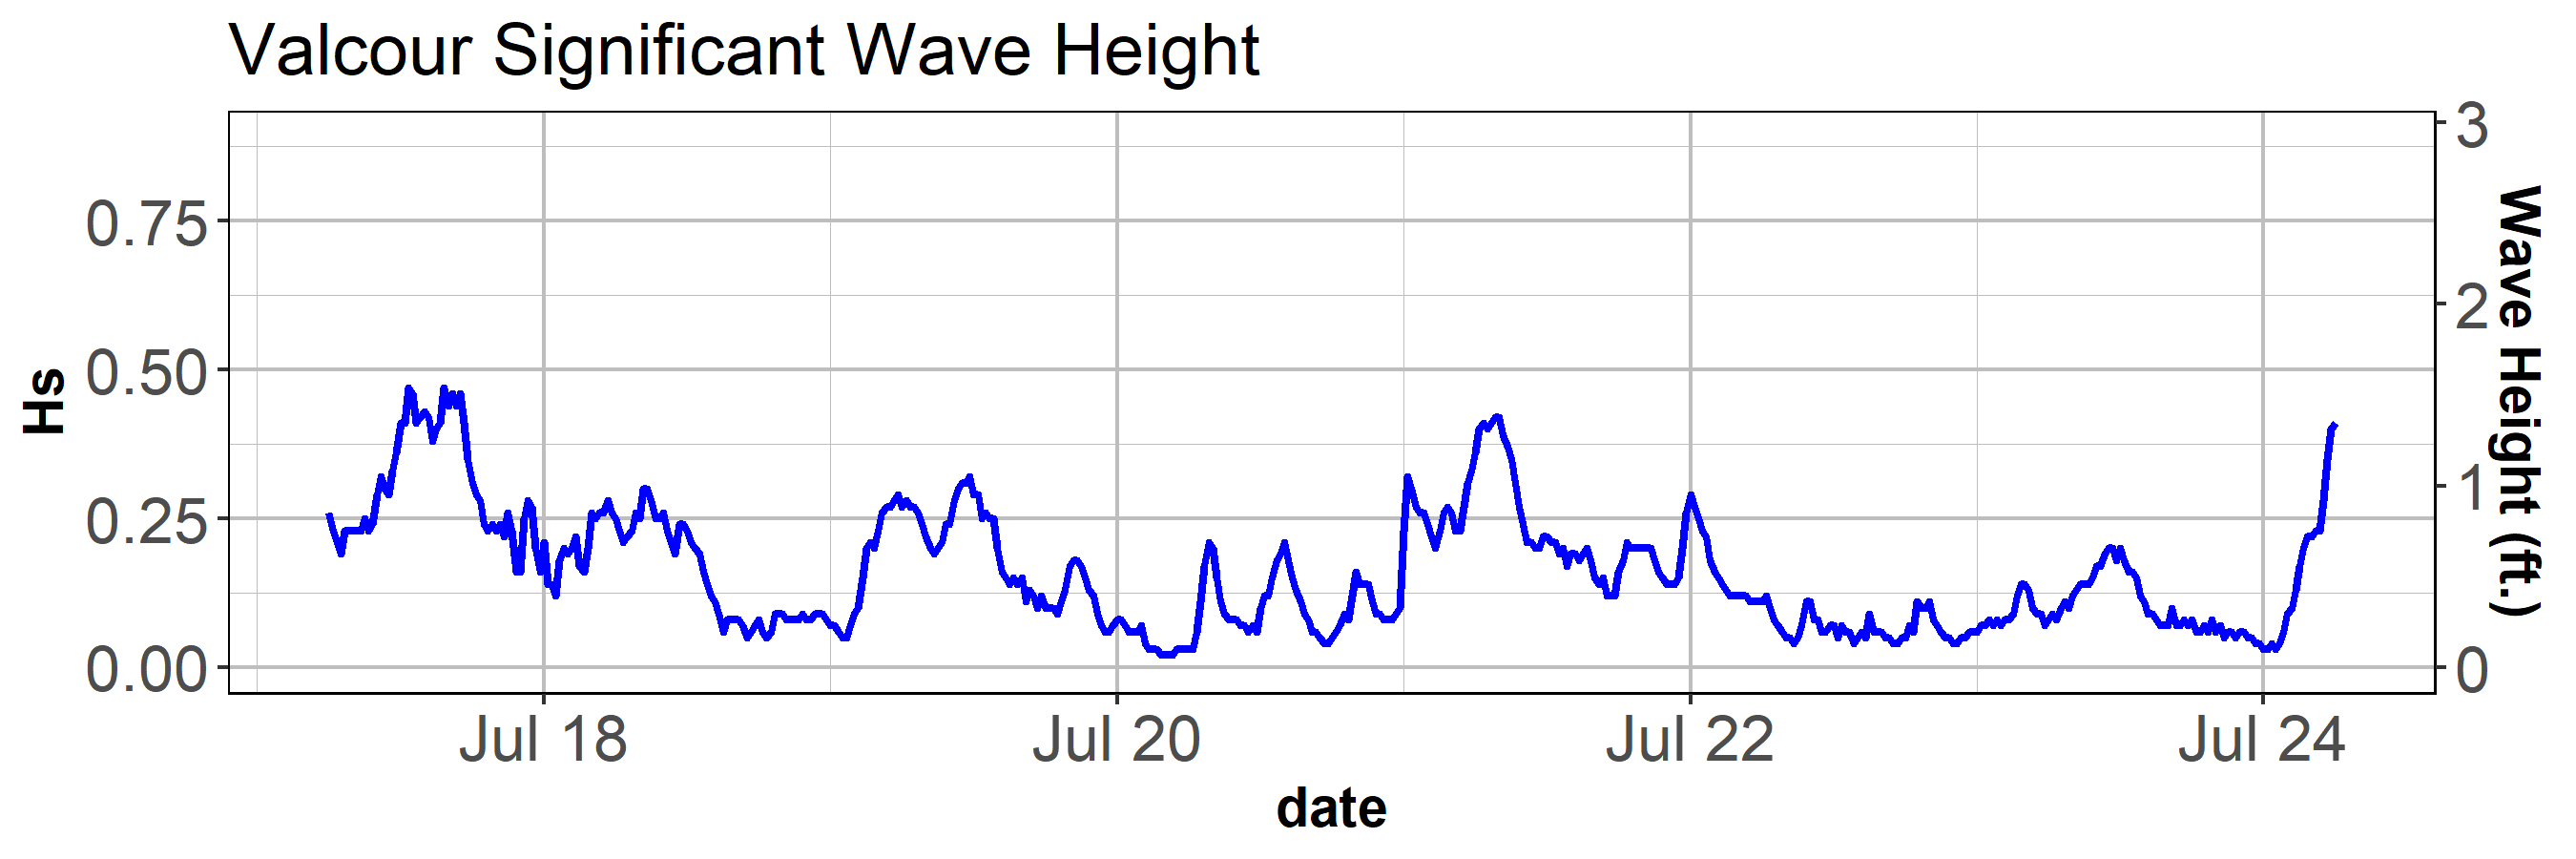 Valcour Significant Wave Height
Hs
0.75
0.50
0.25
0.00
3
2
1
0
Wave Height (ft.)
Jul 18
Jul 20
Jul 22
Jul 24
date